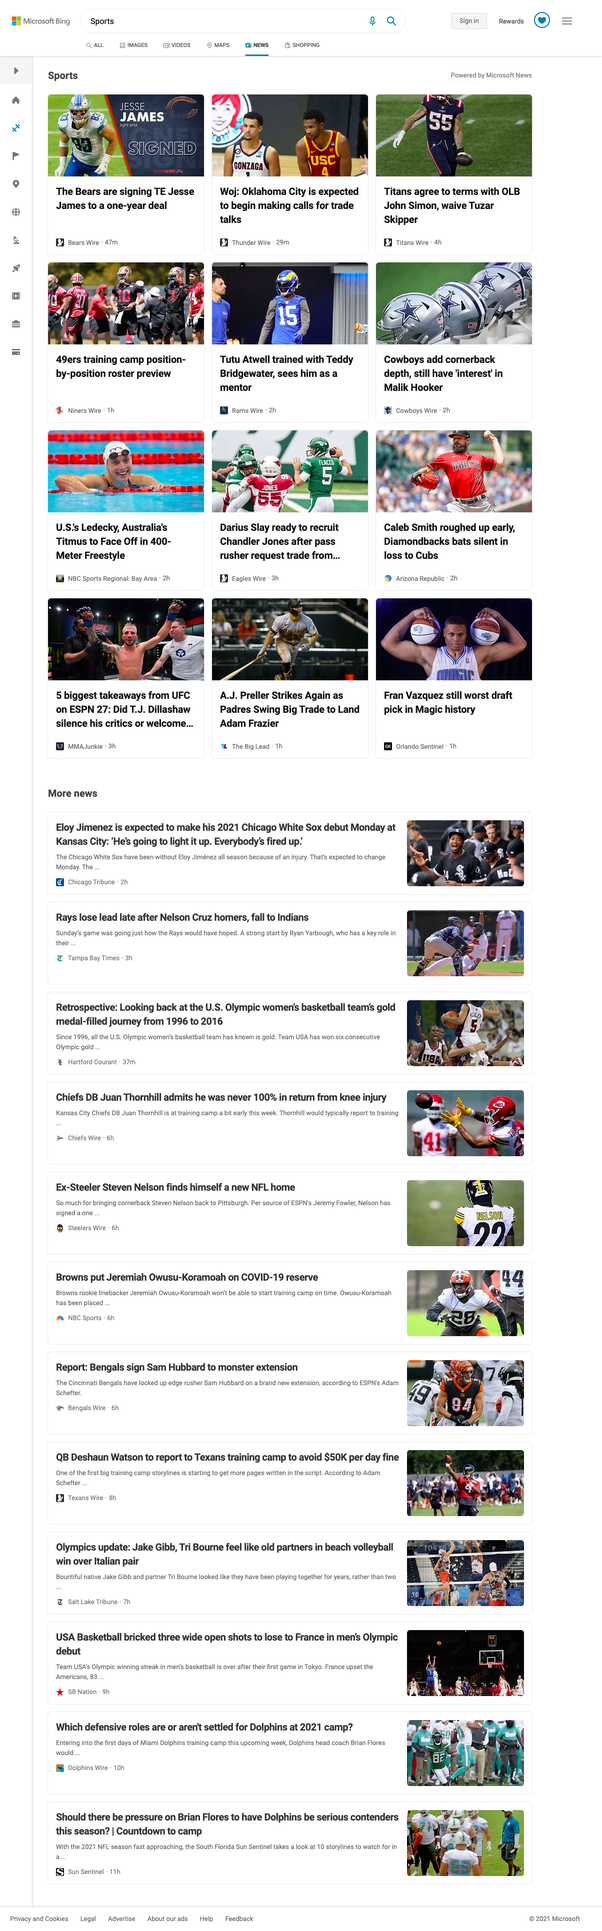 Microsoft Bing
Sports
Sign in
Rewards
ALL
IMAGES
VIDEOS
MAPS
NEWS
SHOPPING
Sports
Powered by Microsoft News
JESSE
JAMES
tight end
SIGNED
The Bears are signing TE Jesse
James to a one-year deal
Bears Wire · 47m
GONZAGA
USC
4
Woj: Oklahoma City is expected
to begin making calls for trade
talks
Thunder Wire · 29m
55
Titans agree to terms with OLB
John Simon, waive Tuzar
Skipper
Titans Wire · 4h
49ers training camp position-
by-position roster preview
Niners Wire · 1h
15
Tutu Atwell trained with Teddy
Bridgewater, sees him as a
mentor
Rams Wire · 2h
Cowboys add cornerback
depth, still have 'interest' in
Malik Hooker
Cowboys Wire · 2h
U.S.'s Ledecky, Australia's
Titmus to Face Off in 400-
Meter Freestyle
NBC Sports Regional: Bay Area · 2h
FLACCO
5
JONES
55
Darius Slay ready to recruit
Chandler Jones after pass
rusher request trade from...
Eagles Wire · 3h
Caleb Smith roughed up early,
Diamondbacks bats silent in
loss to Cubs
Arizona Republic · 2h
5 biggest takeaways from UFC
on ESPN 27: Did T.J. Dillashaw
silence his critics or welcome...
MMAJunkie · 3h
A.J. Preller Strikes Again as
Padres Swing Big Trade to Land
Adam Frazier
The Big Lead · 1h
Fran Vazquez still worst draft
pick in Magic history
Orlando Sentinel · 1h
More news
Eloy Jimenez is expected to make his 2021 Chicago White Sox debut Monday at
Kansas City: 'He's going to light it up. Everybody's fired up.'
The Chicago White Sox have been without Eloy Jiménez all season because of an injury. That's expected to change
Monday. The ...
Chicago Tribune · 2h
Rays lose lead late after Nelson Cruz homers, fall to Indians
Sunday's game was going just how the Rays would have hoped. A strong start by Ryan Yarbough, who has a key role in
their ...
Tampa Bay Times · 3h
Retrospective: Looking back at the U.S. Olympic women's basketball team's gold
medal-filled journey from 1996 to 2016
Since 1996, all the U.S. Olympic women's basketball team has known is gold. Team USA has won six consecutive
Olympic gold ...
Hartford Courant · 37m
Chiefs DB Juan Thornhill admits he was never 100% in return from knee injury
Kansas City Chiefs DB Juan Thornhill is at training camp a bit early this week. Thornhill would typically report to training
...
Chiefs Wire · 6h
41
Ex-Steeler Steven Nelson finds himself a new NFL home
So much for bringing cornerback Steven Nelson back to Pittsburgh. Per source of ESPN's Jeremy Fowler, Nelson has
signed a one ...
Steelers Wire · 6h
NELSON
22
Browns put Jeremiah Owusu-Koramoah on COVID-19 reserve
Browns rookie linebacker Jeremiah Owusu-Koramoah won't be able to start training camp on time. Owusu-Koramoah
has been placed ...
NBC Sports · 6h
44
28
Report: Bengals sign Sam Hubbard to monster extension
The Cincinnati Bengals have locked up edge rusher Sam Hubbard on a brand new extension, according to ESPN's Adam
Schefter.
Bengals Wire · 6h
49
94
QB Deshaun Watson to report to Texans training camp to avoid $50K per day fine
One of the first big training camp storylines is starting to get more pages written in the script. According to Adam
Schefter ...
Texans Wire · 8h
Olympics update: Jake Gibb, Tri Bourne feel like old partners in beach volleyball
win over Italian pair
Bountiful native Jake Gibb and partner Tri Bourne looked like they have been playing together for years, rather than two
...
Salt Lake Tribune · 7h
USA Basketball bricked three wide open shots to lose to France in men's Olympic
debut
Team USA's Olympic winning streak in men's basketball is over after their first game in Tokyo. France upset the
Americans, 83 ...
SB Nation · 9h
Which defensive roles are or aren't settled for Dolphins at 2021 camp?
Entering into the first days of Miami Dolphins training camp this upcoming week, Dolphins head coach Brian Flores
would ...
Dolphins Wire · 10h
82
Should there be pressure on Brian Flores to have Dolphins be serious contenders
this season? | Countdown to camp
With the 2021 NFL season fast approaching, the South Florida Sun Sentinel takes a look at 10 storylines to watch for in
a ...
Sun Sentinel · 11h
55
Privacy and Cookies
Legal
Advertise
About our ads
Help
Feedback
© 2021 Microsoft